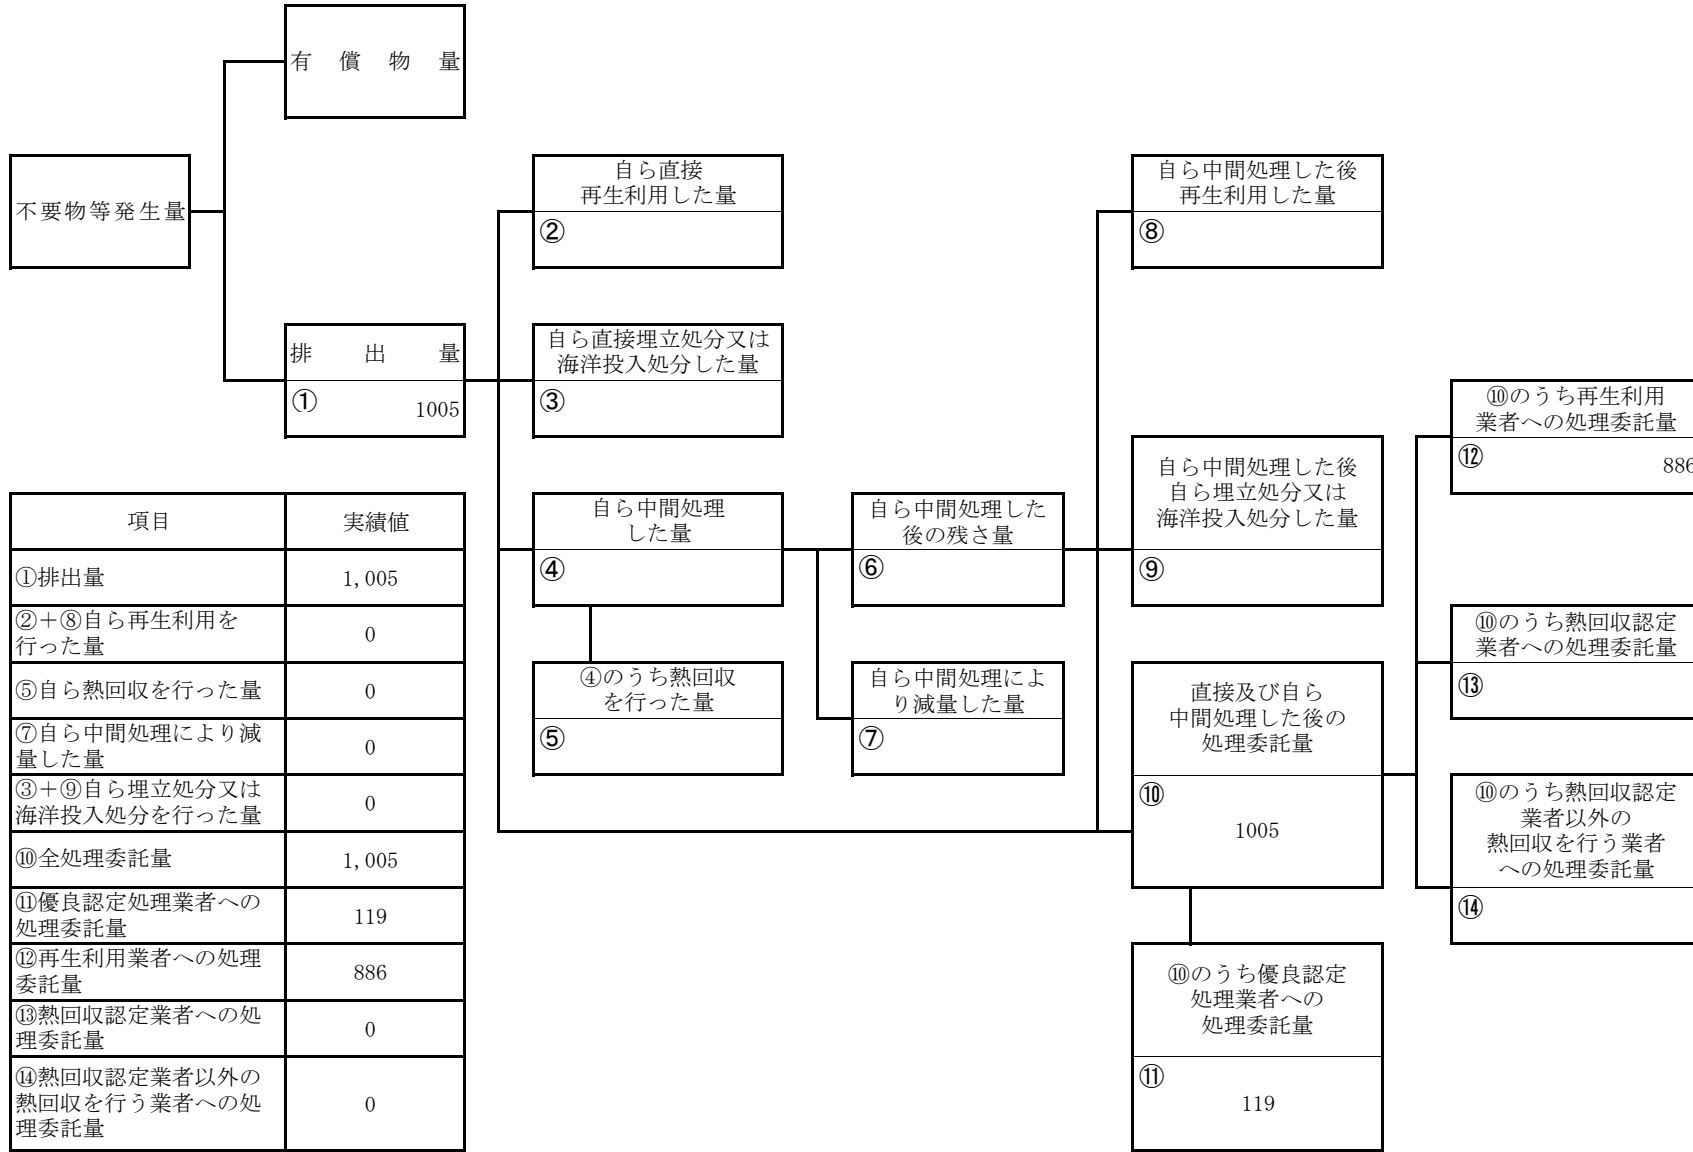 有償物量
不要物等発生量
排出量
① 1005
自ら直接
再生利用した量
②
自ら直接埋立処分又は
海洋投入処分した量
③
自ら中間処理
した量
④
④のうち熱回収
を行った量
⑤
自ら中間処理した
後の残さ量
⑥
自ら中間処理によ
り減量した量
⑦
自ら中間処理した後
再生利用した量
⑧
自ら中間処理した後
自ら埋立処分又は
海洋投入処分した量
⑨
直接及び自ら
中間処理した後の
処理委託量
⑩
1005
⑩のうち優良認定
処理業者への
処理委託量
⑪
119
⑩のうち再生利用
業者への処理委託量
⑫ 886
⑩のうち熱回収認定
業者への処理委託量
⑬
⑩のうち熱回収認定
業者以外の
熱回収を行う業者
への処理委託量
⑭
項目 実績値
①排出量 1,005
②+⑧自ら再生利用を
行った量 0
⑤自ら熱回収を行った量 0
⑦自ら中間処理により減
量した量 0
③+⑨自ら埋立処分又は
海洋投入処分を行った量 0
⑩全処理委託量 1,005
⑪優良認定処理業者への
処理委託量 119
⑫再生利用業者への処理
委託量 886
⑬熱回収認定業者への処
理委託量 0
⑭熱回収認定業者以外の
熱回収を行う業者への処
理委託量 0